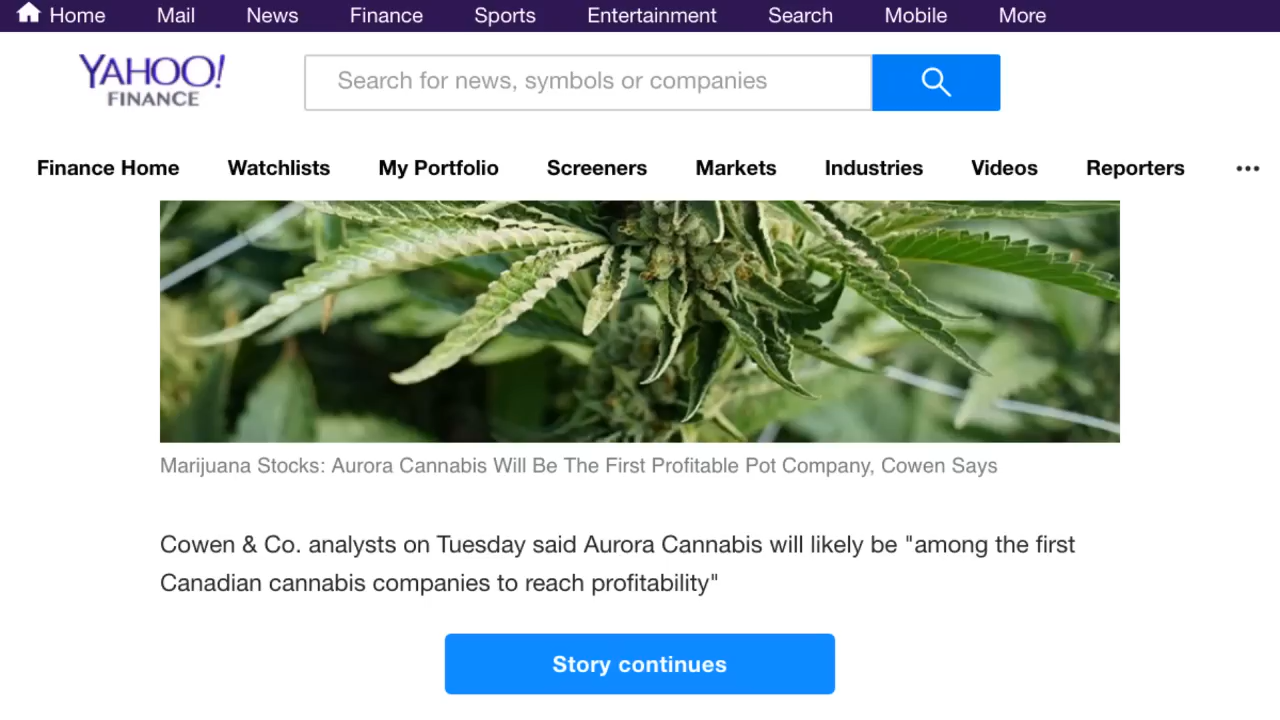 Home Mail News Finance Sports Entertainment Search Mobile More
YAHOO!
FINANCE
Search for news, symbols or companies
Finance Home Watchlists My Portfolio Screeners Markets Industries Videos Reporters •••
Marijuana Stocks: Aurora Cannabis Will Be The First Profitable Pot Company, Cowen Says
Cowen & Co. analysts on Tuesday said Aurora Cannabis will likely be "among the first
Canadian cannabis companies to reach profitability"
Story continues